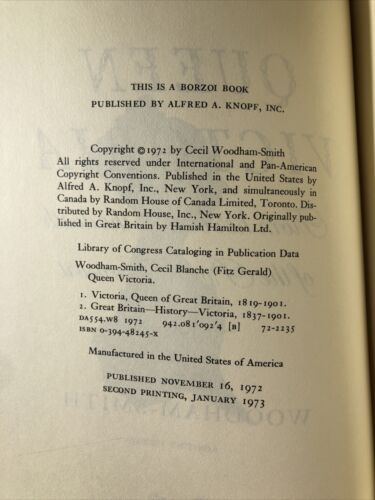 THIS IS A BORZOI BOOK
PUBLISHED BY ALFRED A. KNOPF, INC.
Copyright © 1972 by Cecil Woodham-Smith
All rights reserved under International and Pan-American
Copyright Conventions. Published in the United States by
Alfred A. Knopf, Inc., New York, and simultaneously in
Canada by Random House of Canada Limited, Toronto. Dis-
tributed by Random House, Inc., New York. Originally pub-
lished in Great Britain by Hamish Hamilton Ltd.
Library of Congress Cataloging in Publication Data
Woodham-Smith, Cecil Blanche (Fitz Gerald)
Queen Victoria.
1. Victoria, Queen of Great Britain, 1819-1901.
2. Great Britain—History—Victoria, 1837-1901.
DA554.W8 1972 942.081'092'4 [B] 72-2235
ISBN 0-394-48245-X
Manufactured in the United States of America
PUBLISHED NOVEMBER 16, 1972
SECOND PRINTING, JANUARY 1973